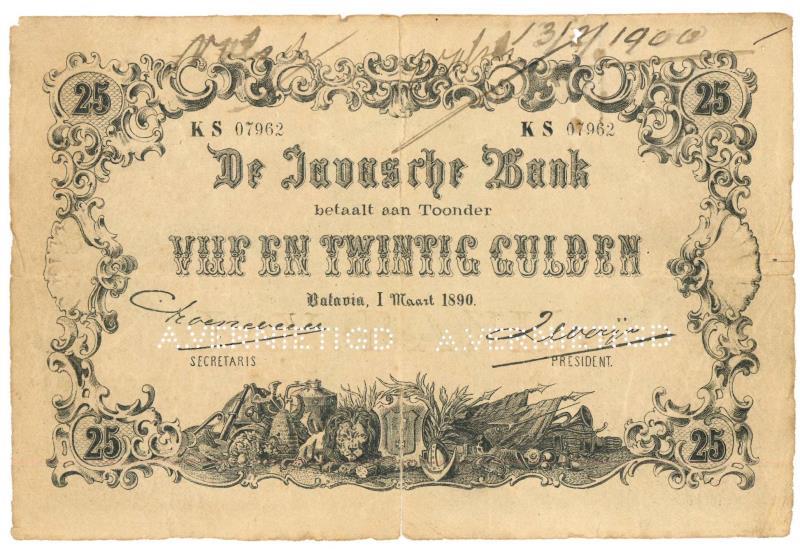 13/3/1900
25 25
KS 07962 KS 07962
De Javasche Bank
betaalt aan Toonder
VIJF EN TWINTIG GULDEN
Batavia, 1 Maart 1890.
A.VERNIETIGD A.VERNIETIGD
SECRETARIS PRESIDENT.
25 25